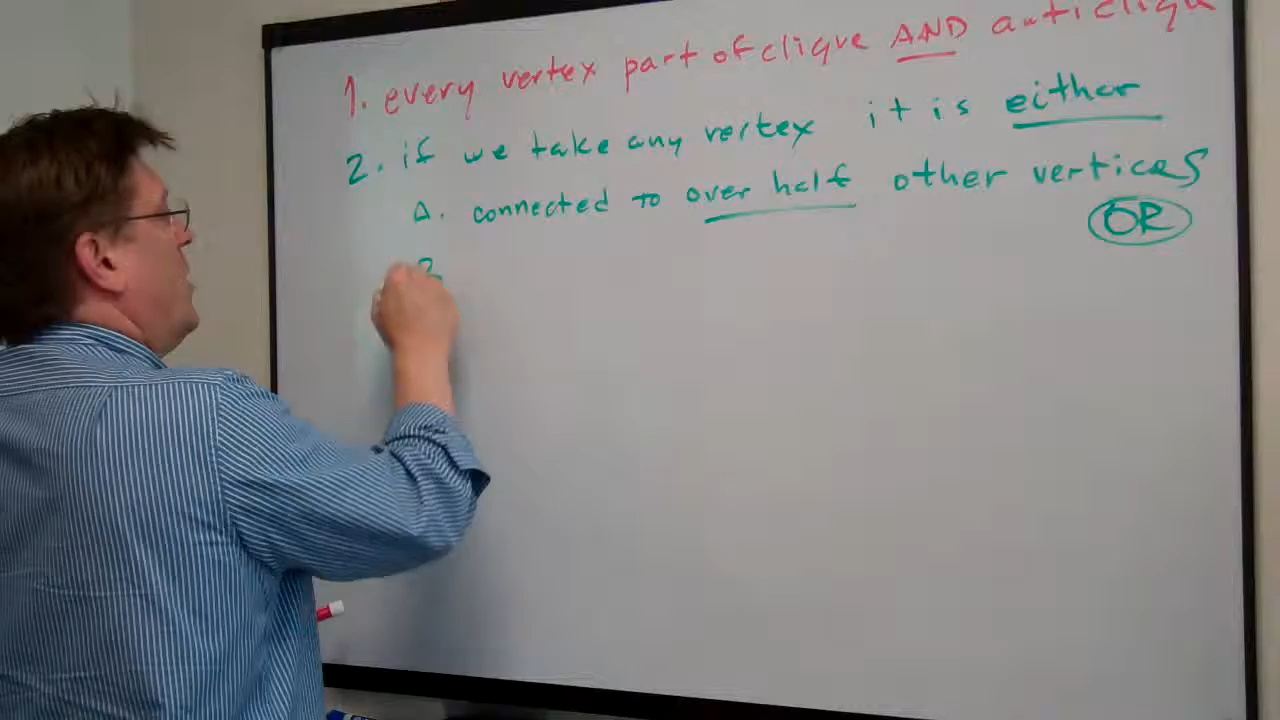 1. every vertex part of clique AND anticliqu
2. if we take any vertex it is either
A. connected to over half other vertices
OR